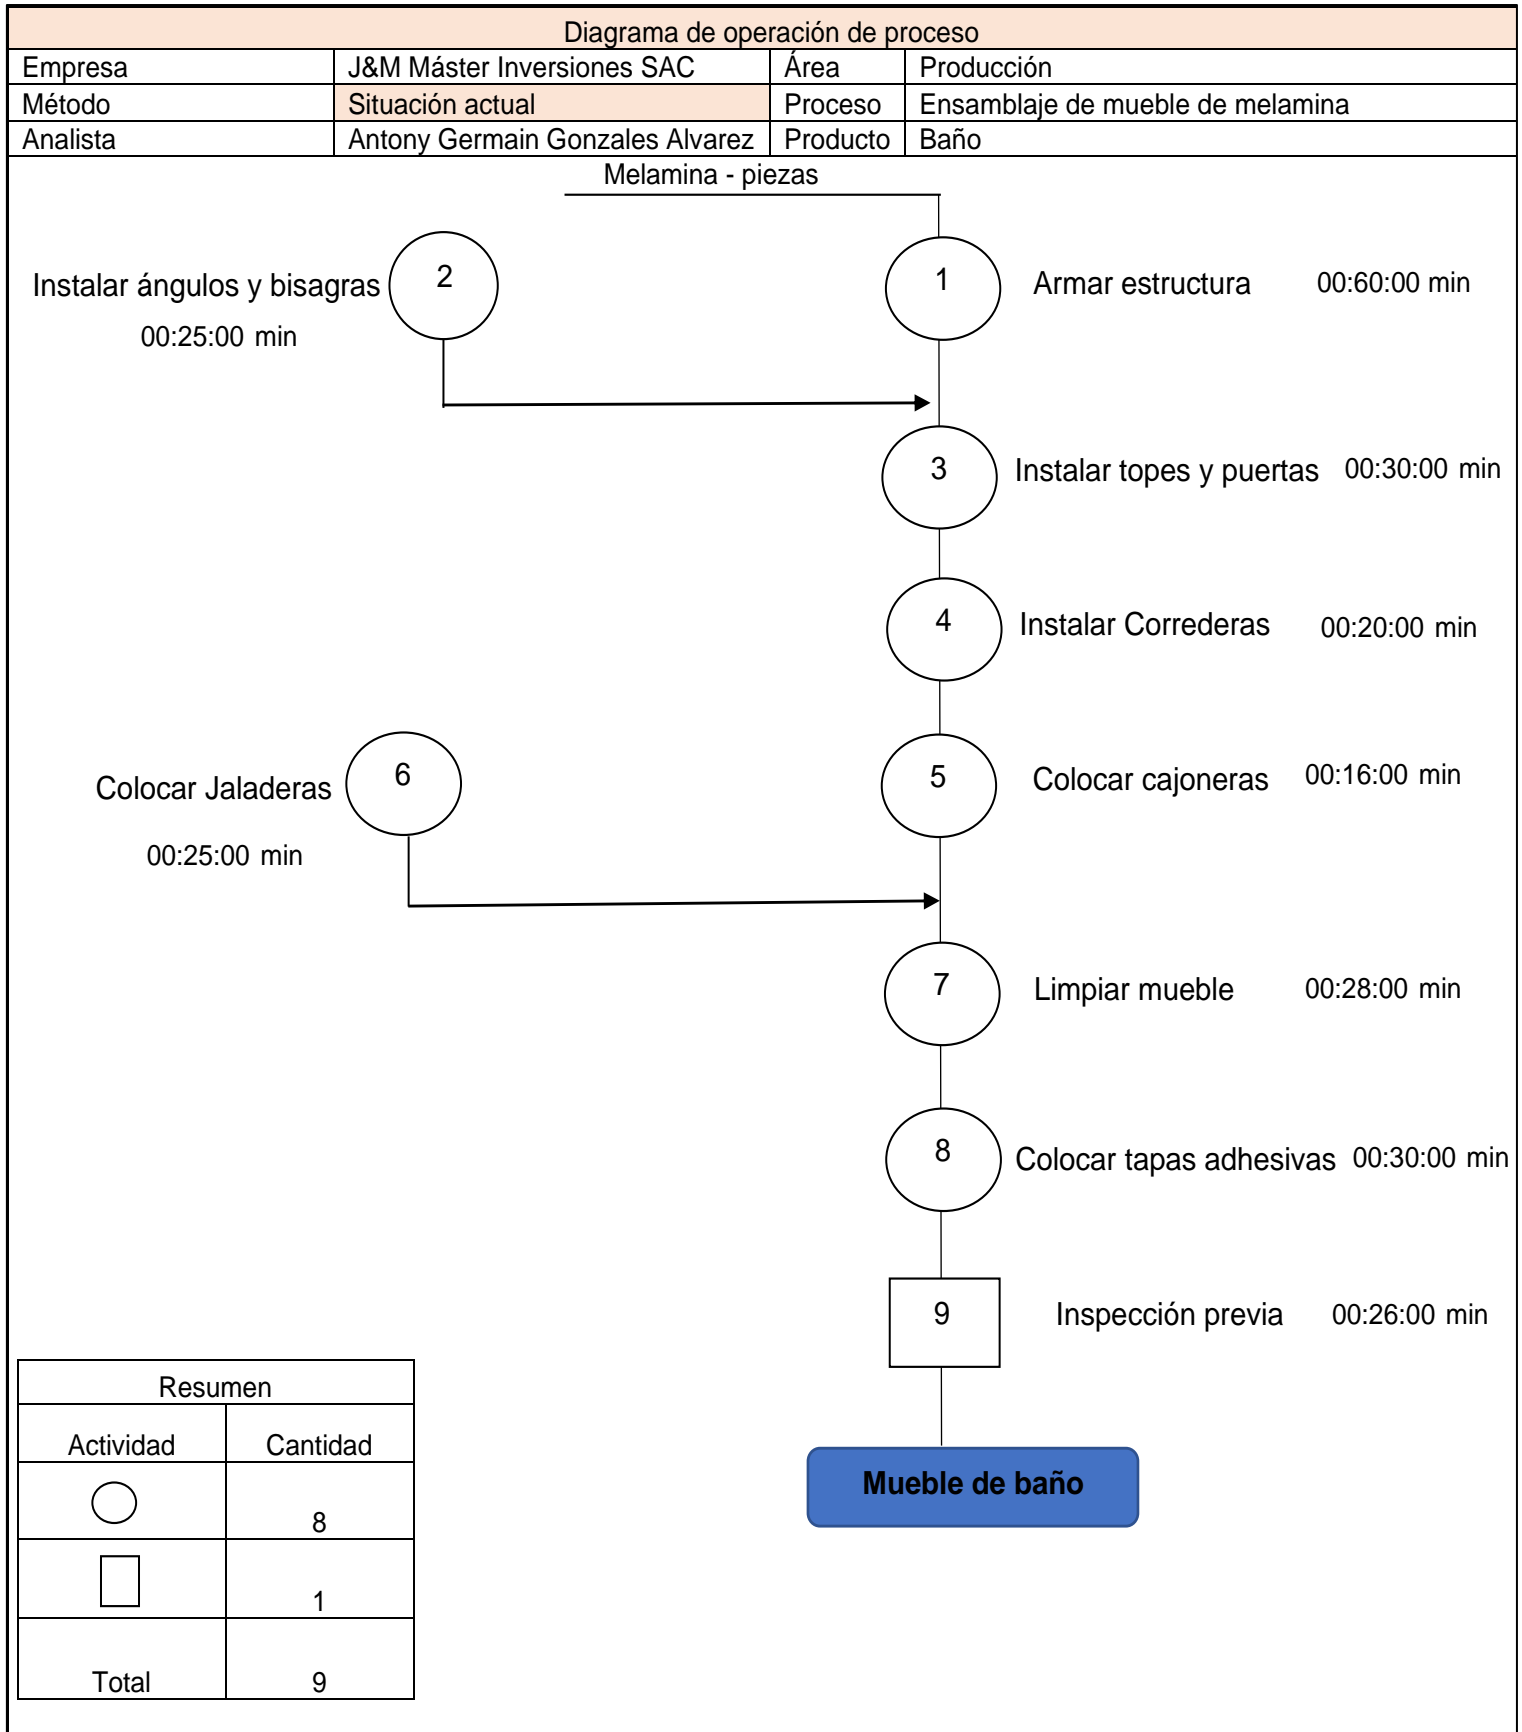 Diagrama de operación de proceso
Empresa J&M Máster Inversiones SAC Área Producción
Método Situación actual Proceso Ensamblaje de mueble de melamina
Analista Antony Germain Gonzales Alvarez Producto Baño
Melamina - piezas
Instalar ángulos y bisagras 2
00:25:00 min
1 Armar estructura 00:60:00 min
3 Instalar topes y puertas 00:30:00 min
4 Instalar Correderas 00:20:00 min
Colocar Jaladeras 6
00:25:00 min
5 Colocar cajoneras 00:16:00 min
7 Limpiar mueble 00:28:00 min
8 Colocar tapas adhesivas 00:30:00 min
9 Inspección previa 00:26:00 min
Mueble de baño
Resumen
Actividad Cantidad
8
1
Total 9